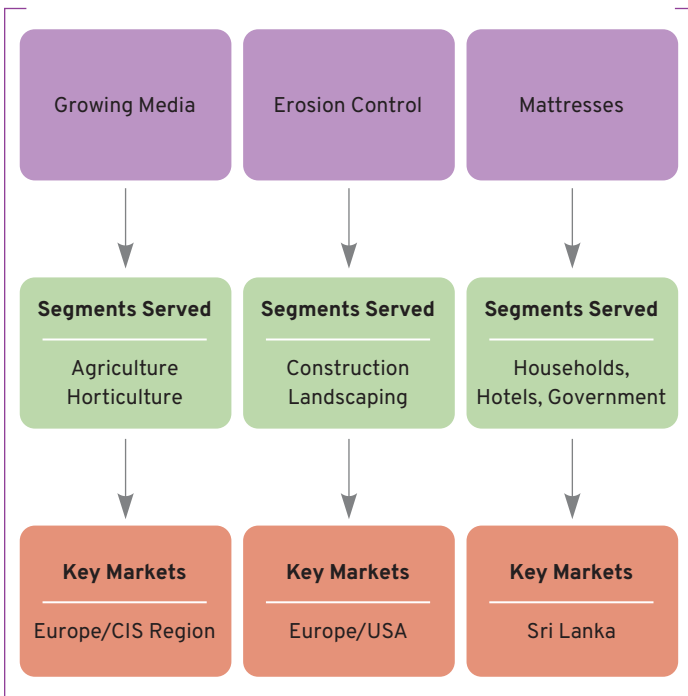 Growing Media
Erosion Control
Mattresses
Segments Served
Agriculture
Horticulture
Segments Served
Construction
Landscaping
Segments Served
Households,
Hotels, Government
Key Markets
Europe/CIS Region
Key Markets
Europe/USA
Key Markets
Sri Lanka